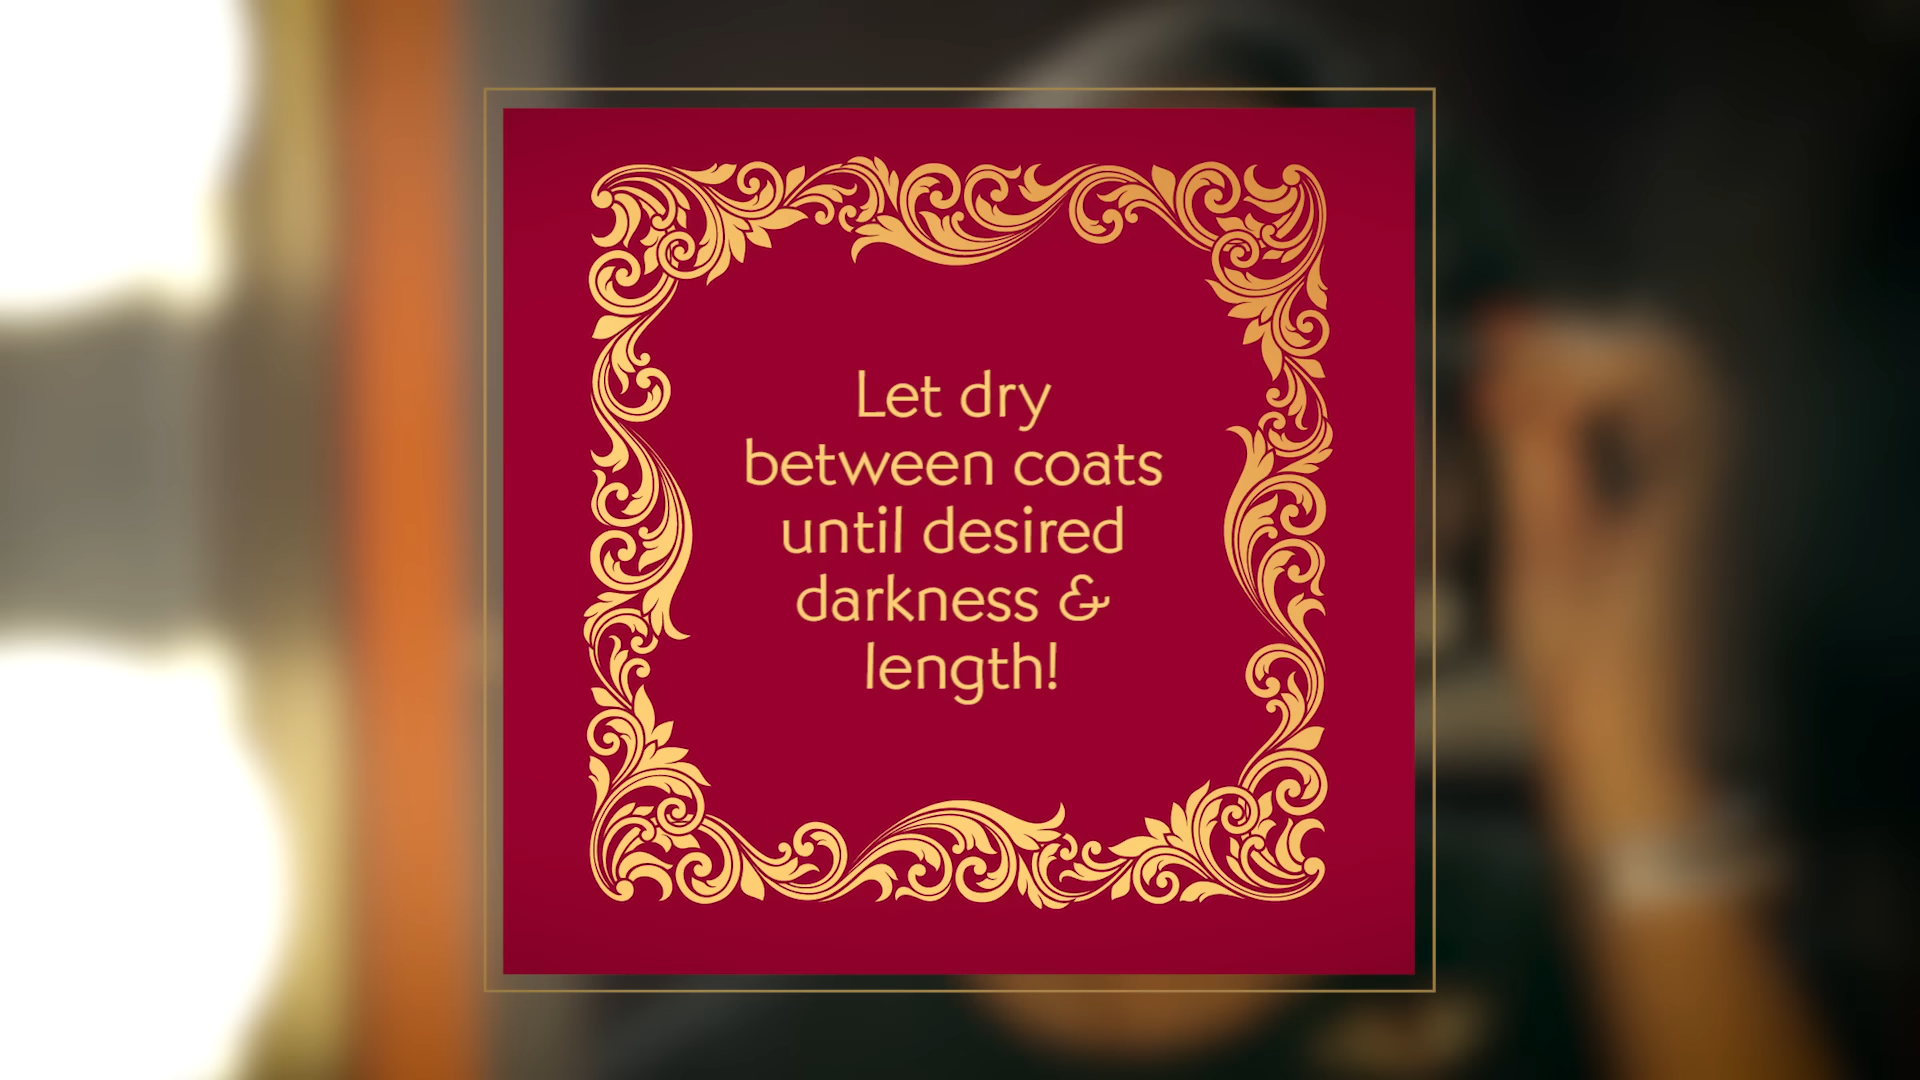 Let dry
between coats
until desired
darkness &
length!